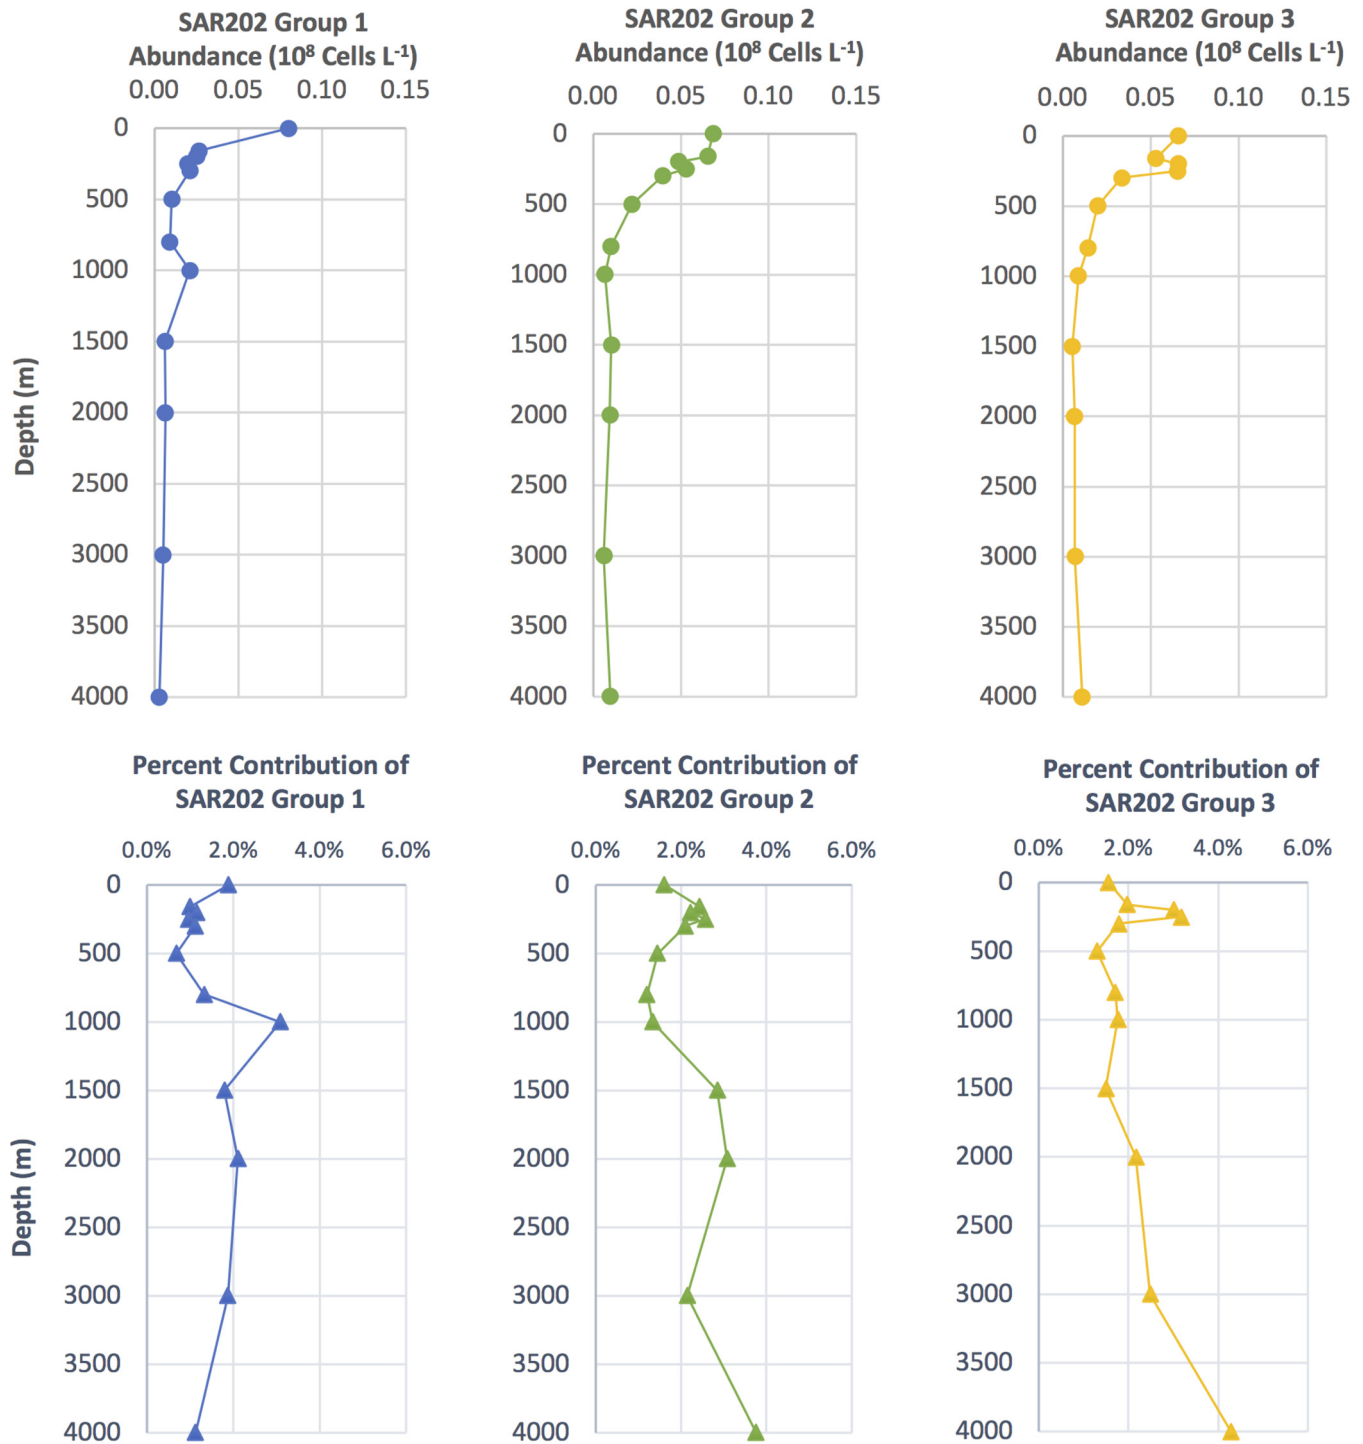 SAR202 Group 1
Abundance (10⁸ Cells L⁻¹)
0.00 0.05 0.10 0.15
0
500
1000
1500
2000
2500
3000
3500
4000
Depth (m)
SAR202 Group 2
Abundance (10⁸ Cells L⁻¹)
0.00 0.05 0.10 0.15
0
500
1000
1500
2000
2500
3000
3500
4000
SAR202 Group 3
Abundance (10⁸ Cells L⁻¹)
0.00 0.05 0.10 0.15
0
500
1000
1500
2000
2500
3000
3500
4000
Percent Contribution of
SAR202 Group 1
0.0% 2.0% 4.0% 6.0%
0
500
1000
1500
2000
2500
3000
3500
4000
Depth (m)
Percent Contribution of
SAR202 Group 2
0.0% 2.0% 4.0% 6.0%
0
500
1000
1500
2000
2500
3000
3500
4000
Percent Contribution of
SAR202 Group 3
0.0% 2.0% 4.0% 6.0%
0
500
1000
1500
2000
2500
3000
3500
4000